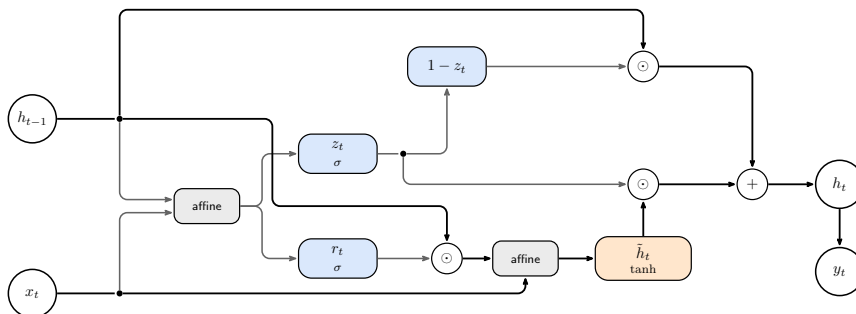 1 − z_t
⊙
h_{t−1}
z_t
σ
⊙
+
h_t
affine
r_t
σ
⊙
affine
h̃_t
tanh
y_t
x_t